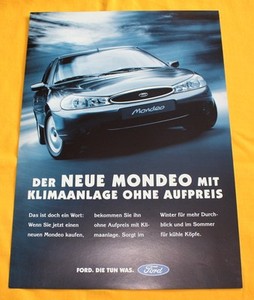 Mondeo
DER NEUE MONDEO MIT
KLIMAANLAGE OHNE AUFPREIS
Das ist doch ein Wort:
Wenn Sie jetzt einen
neuen Mondeo kaufen,
bekommen Sie ihn
ohne Aufpreis mit Kli-
maanlage. Sorgt im
Winter für mehr Durch-
blick und im Sommer
für kühle Köpfe.
FORD. DIE TUN WAS.
Ford